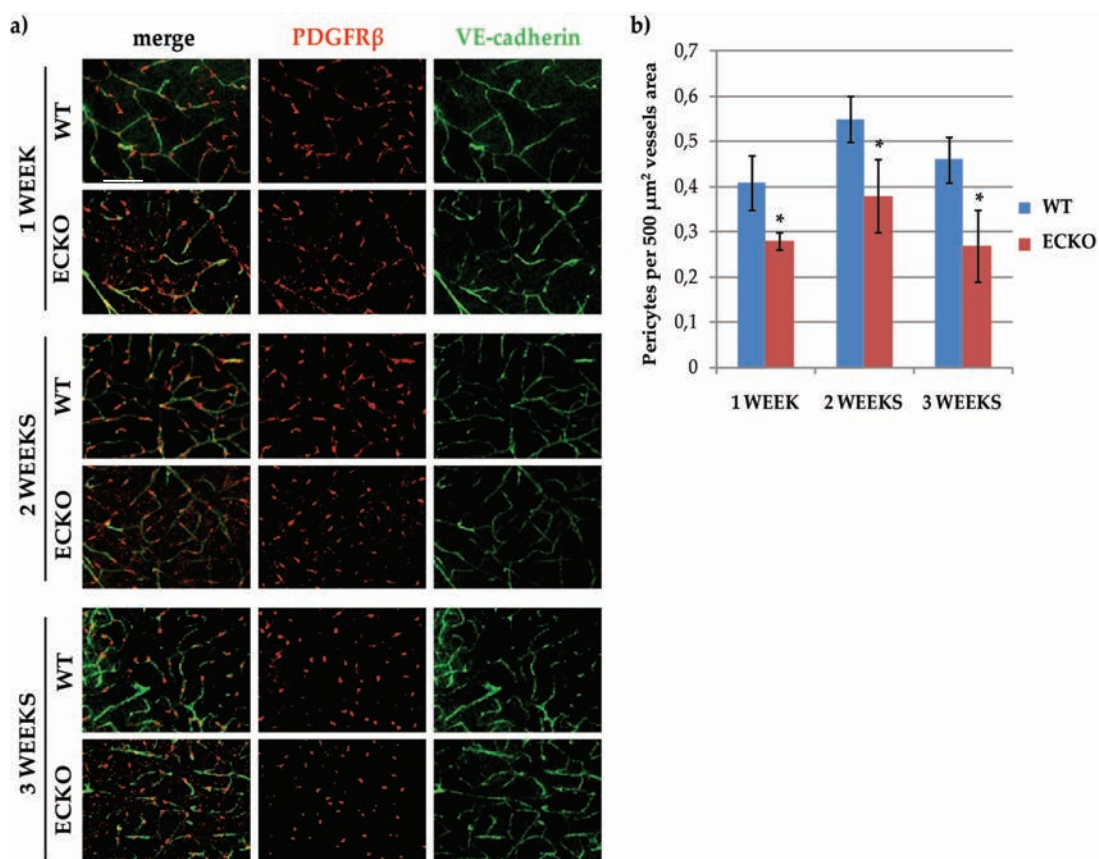 a)
merge PDGFRβ VE-cadherin
1 WEEK
WT
ECKO
2 WEEKS
WT
ECKO
3 WEEKS
WT
ECKO
b)
Pericytes per 500 µm² vessels area
0,7
0,6
0,5
0,4
0,3
0,2
0,1
0
*
*
*
1 WEEK 2 WEEKS 3 WEEKS
WT
ECKO